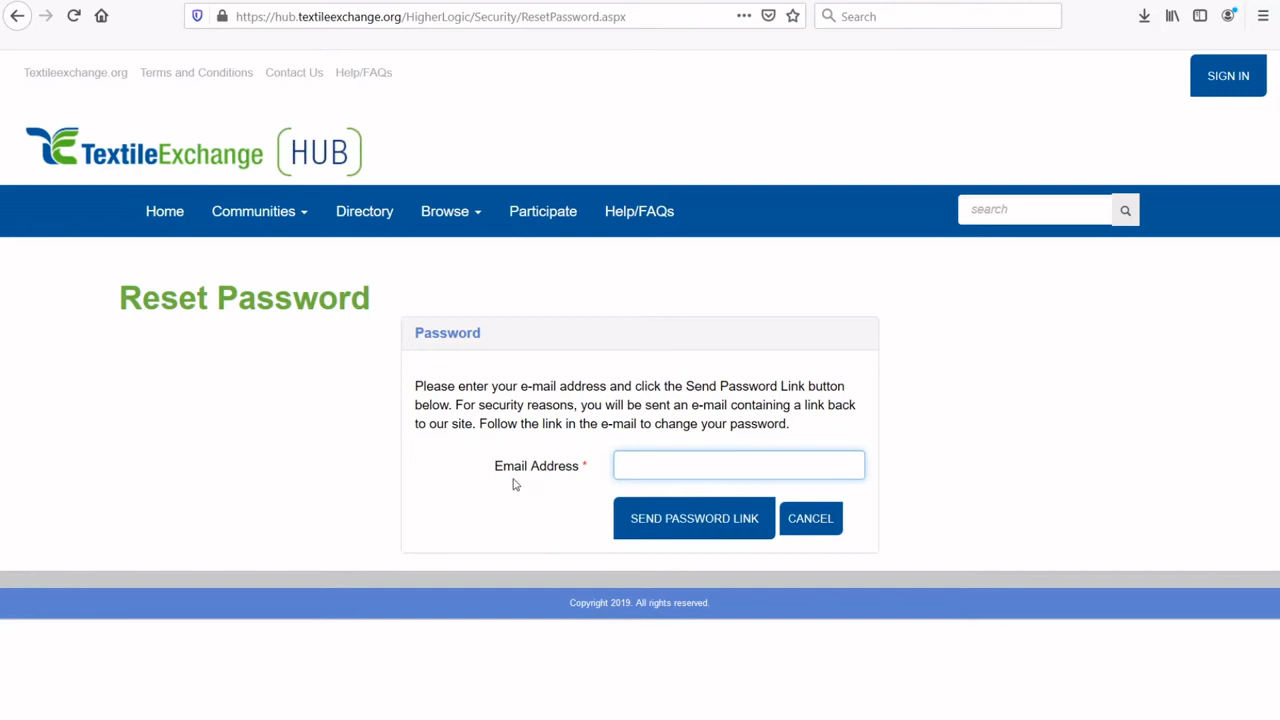 https://hub.textileexchange.org/HigherLogic/Security/ResetPassword.aspx
Search
Textileexchange.org Terms and Conditions Contact Us Help/FAQs
SIGN IN
TextileExchange HUB
Home Communities Directory Browse Participate Help/FAQs
search
Reset Password
Password
Please enter your e-mail address and click the Send Password Link button
below. For security reasons, you will be sent an e-mail containing a link back
to our site. Follow the link in the e-mail to change your password.
Email Address *
SEND PASSWORD LINK CANCEL
Copyright 2019. All rights reserved.